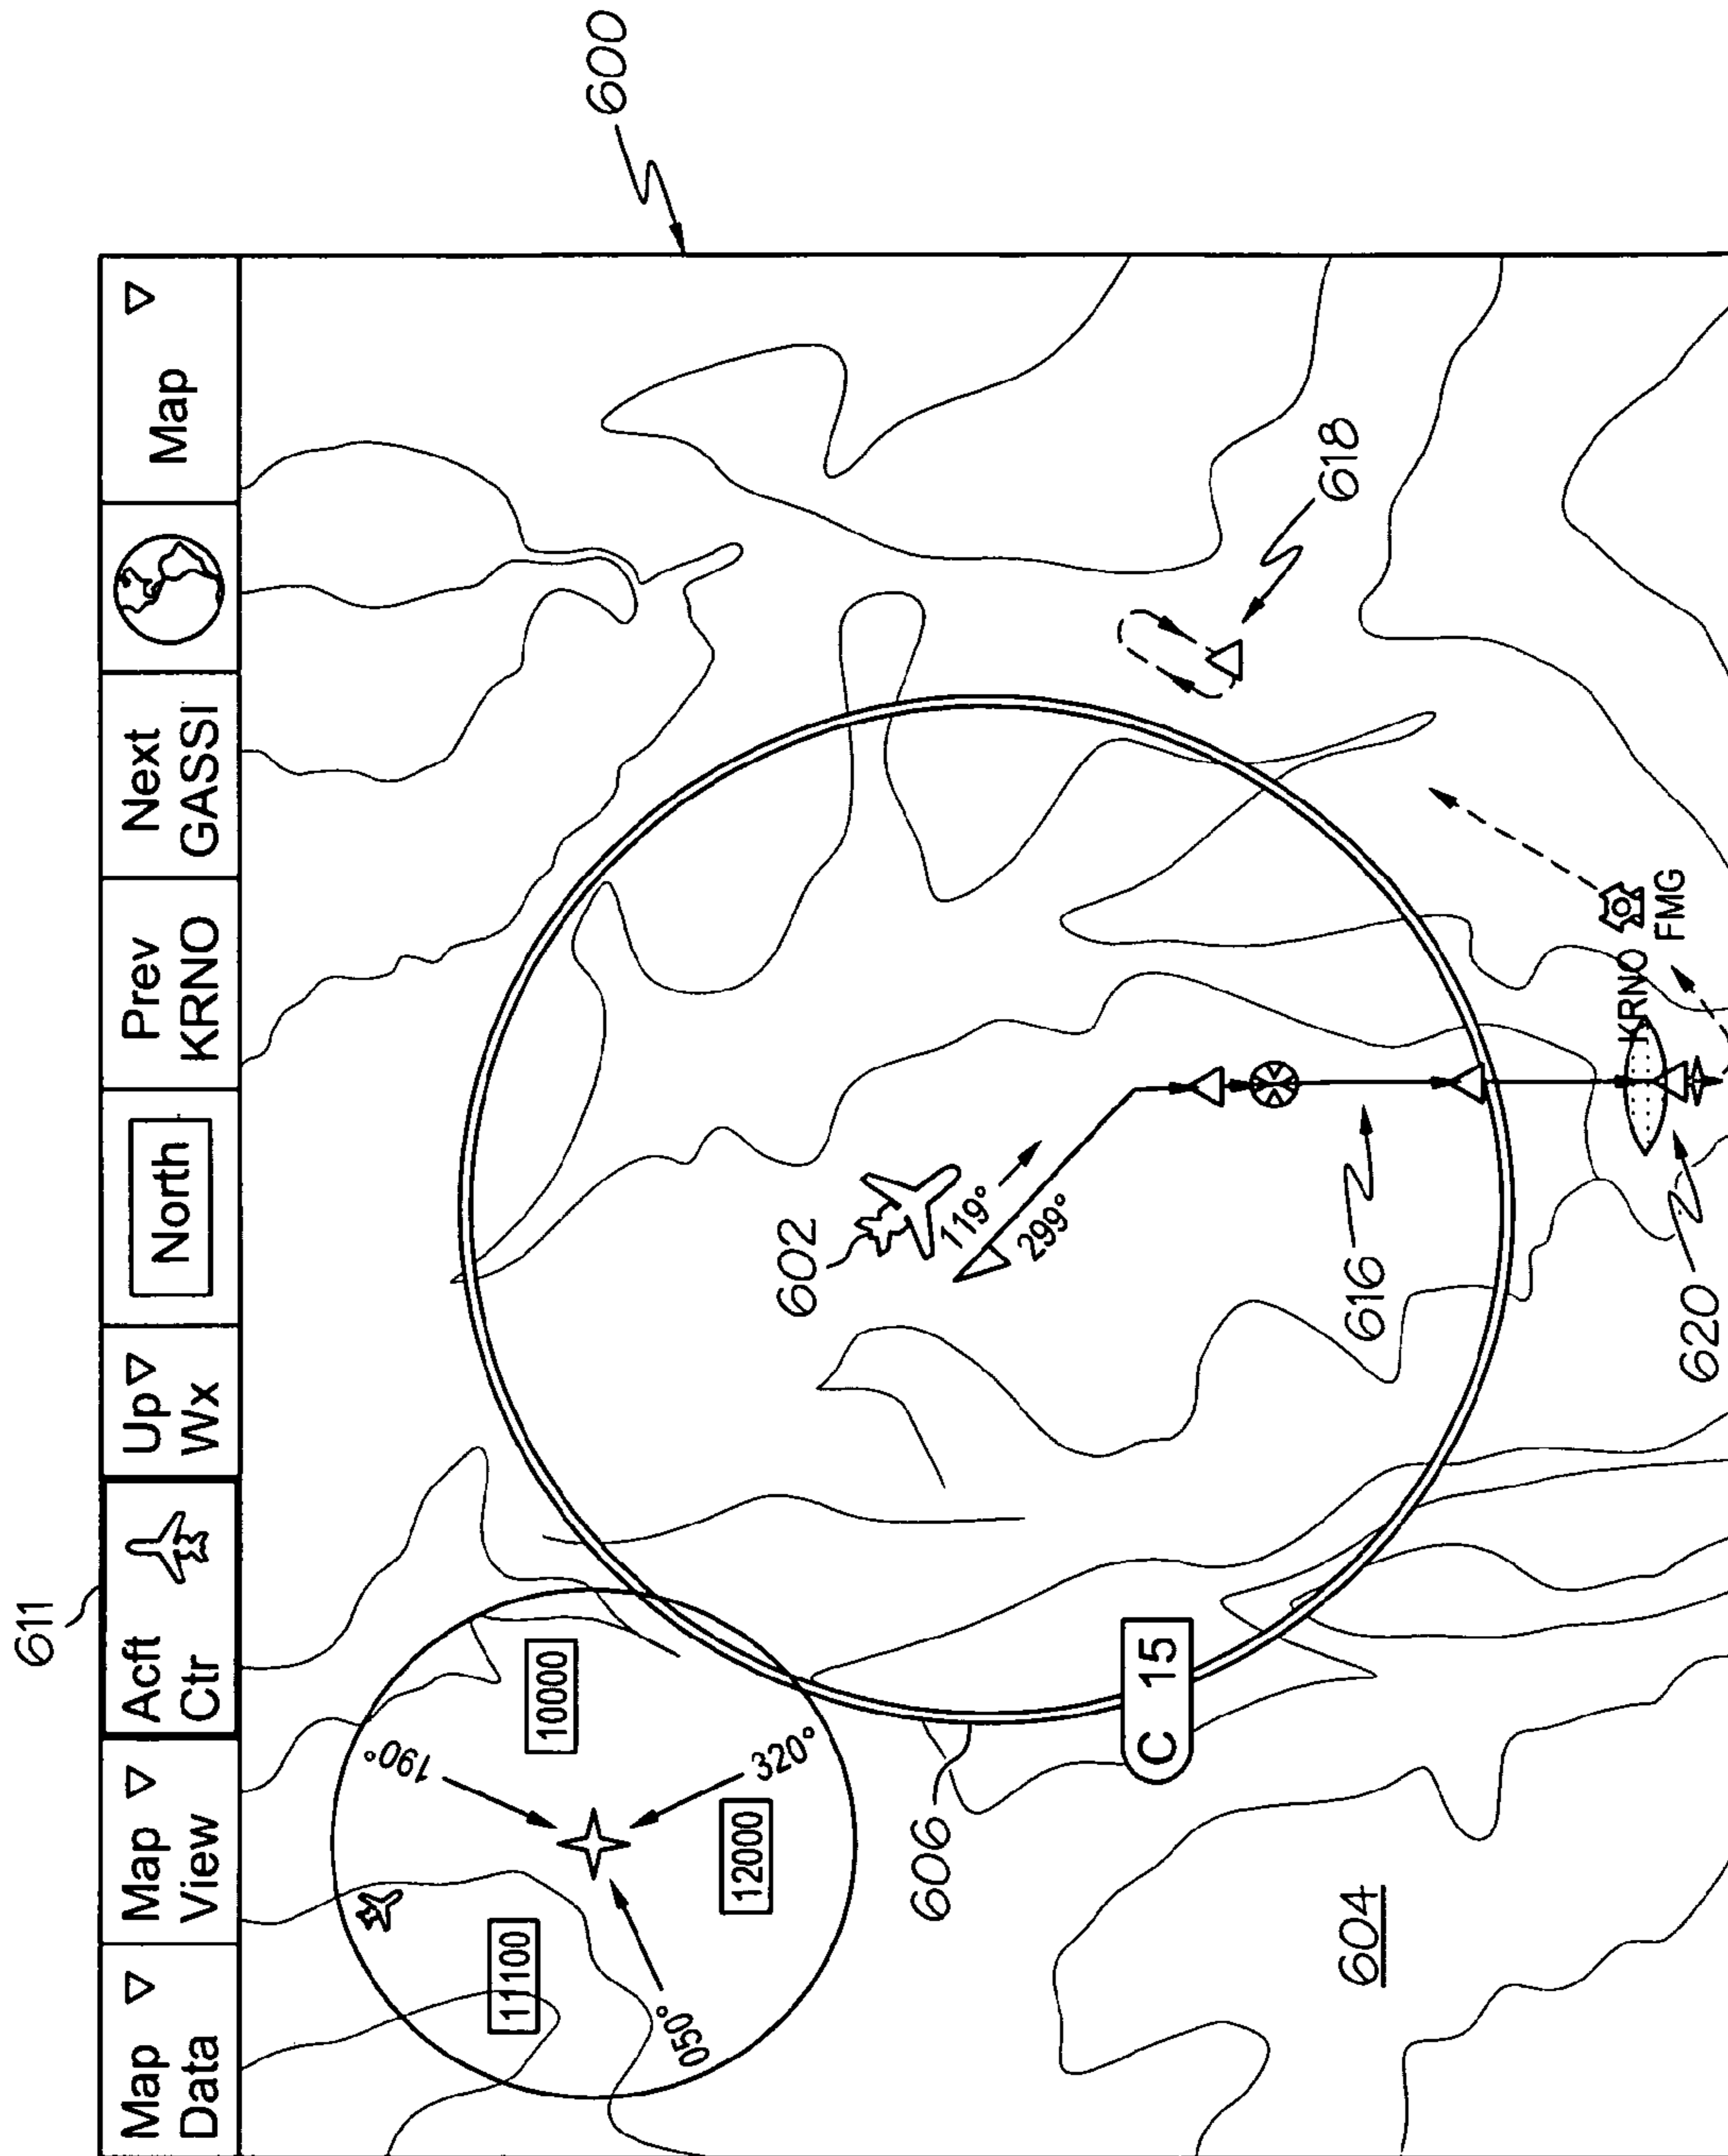 611
Map
Data
Map
View
Acft
Ctr
Up
Wx
North
Prev
KRNO
Next
GASSI
Map
600
190°
10000
11100
12000
050°
320°
602
119°
299°
606
C 15
618
616
604
KRNO
FMG
620